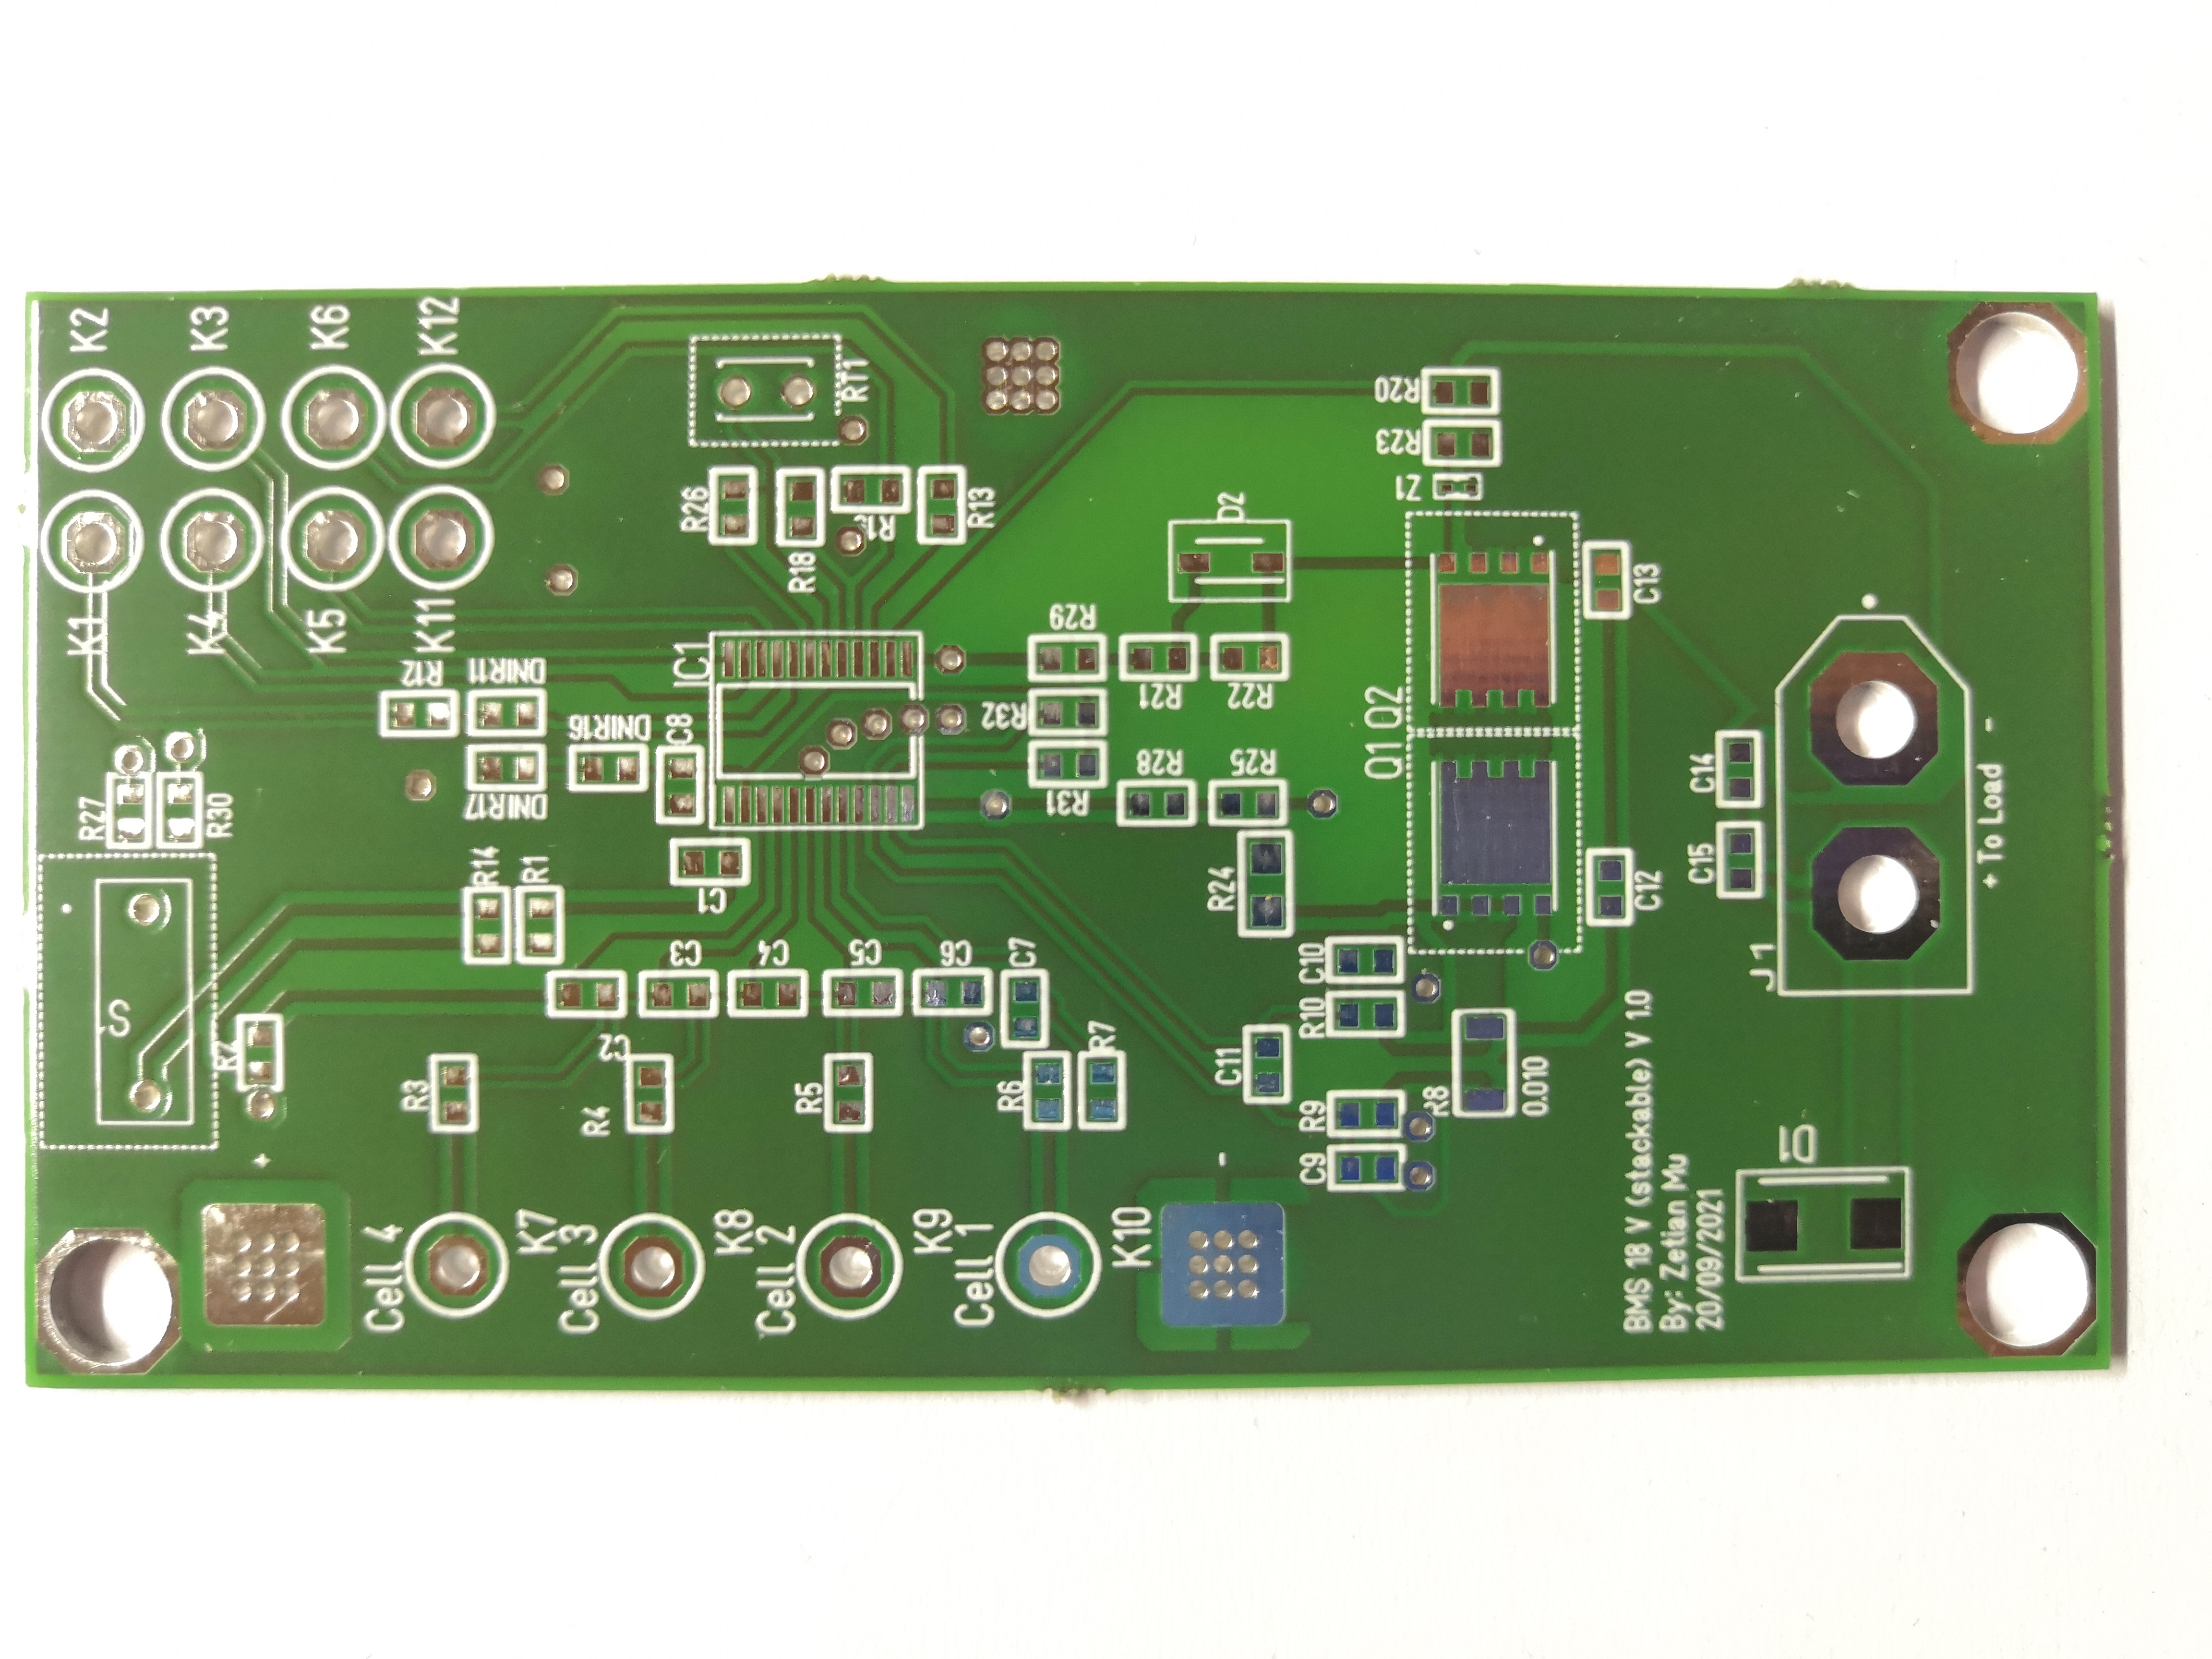 K2
K3
K6
K12
K1
K4
K5
K11
RT1
R26
R18
R13
R20
R23
Z1
D2
IC1
R12
DNIR11
DNIR16
DNIR17
C8
R29
R32
R31
R21
R22
R28
R25
R24
Q1 Q2
C13
C12
C14
C15
- To Load +
J1
R27
R30
R14
R1
C1
S
R2
C2
C3
C4
C5
C6
C7
R3
R4
R5
R6
R7
C10
R10
C11
R9
C9
R8
0.010
+
-
Cell 4
K7
Cell 3
K8
Cell 2
K9
Cell 1
K10
BMS 18 V (stackable) V 1.0
By: Zetian Mu
20/09/2021
D1